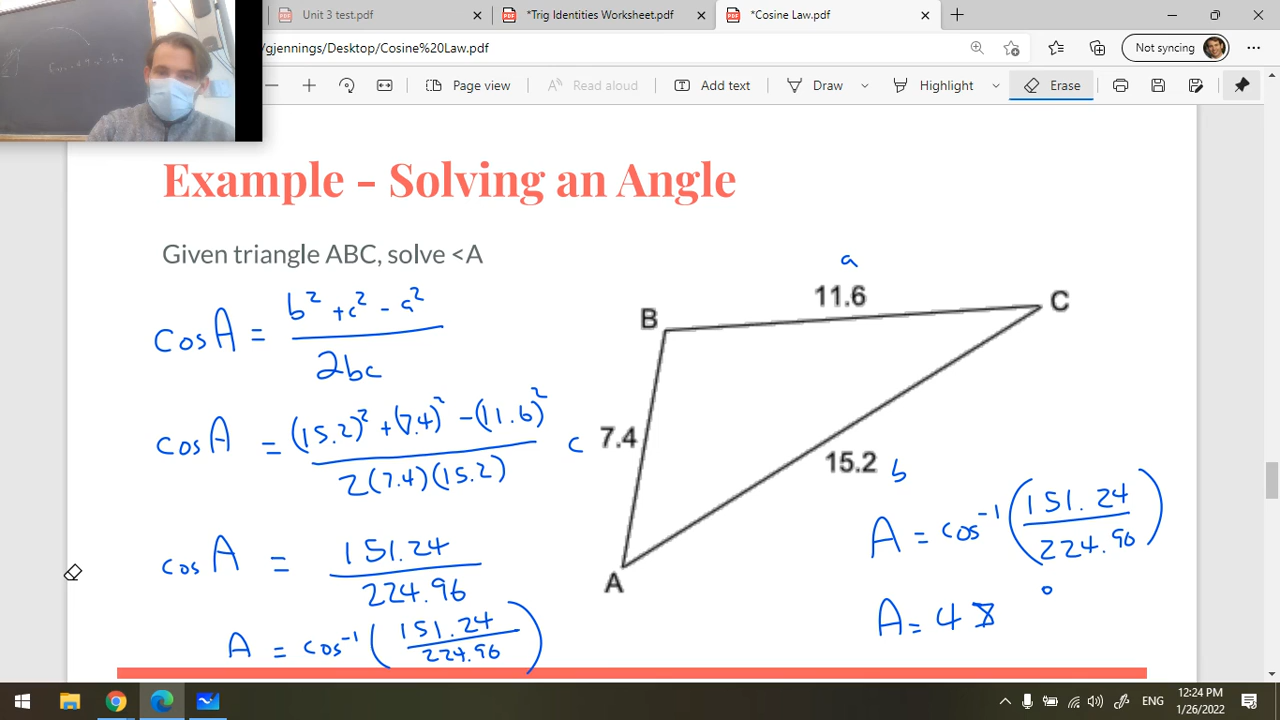 Unit 3 test.pdf
*Trig Identities Worksheet.pdf
*Cosine Law.pdf
/gjennings/Desktop/Cosine%20Law.pdf
Not syncing
Page view
Read aloud
Add text
Draw
Highlight
Erase
Example - Solving an Angle
Given triangle ABC, solve <A
cos A = b² + c² - a² / 2bc
cos A = (15.2)² + (7.4)² - (11.6)² / 2(7.4)(15.2)
cos A = 151.24 / 224.96
A = cos⁻¹ (151.24 / 224.96)
a
11.6
B
C
c 7.4
15.2 b
A
A = cos⁻¹ (151.24 / 224.96)
A = 48 °
ENG
12:24 PM
1/26/2022